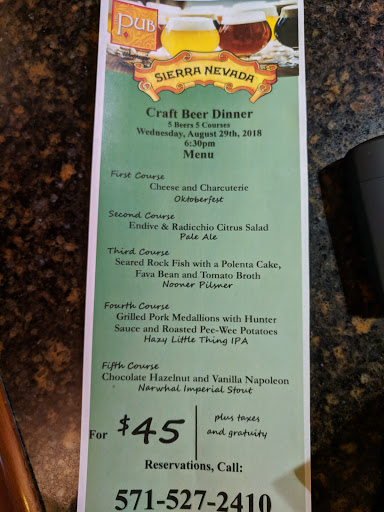 PUB
SIERRA NEVADA
Craft Beer Dinner
5 Beers 5 Courses
Wednesday, August 29th, 2018
6:30pm
Menu
First Course
Cheese and Charcuterie
Oktoberfest
Second Course
Endive & Radicchio Citrus Salad
Pale Ale
Third Course
Seared Rock Fish with a Polenta Cake,
Fava Bean and Tomato Broth
Nooner Pilsner
Fourth Course
Grilled Pork Medallions with Hunter
Sauce and Roasted Pee-Wee Potatoes
Hazy Little Thing IPA
Fifth Course
Chocolate Hazelnut and Vanilla Napoleon
Narwhal Imperial Stout
For $45 plus taxes
and gratuity
Reservations, Call:
571-527-2410